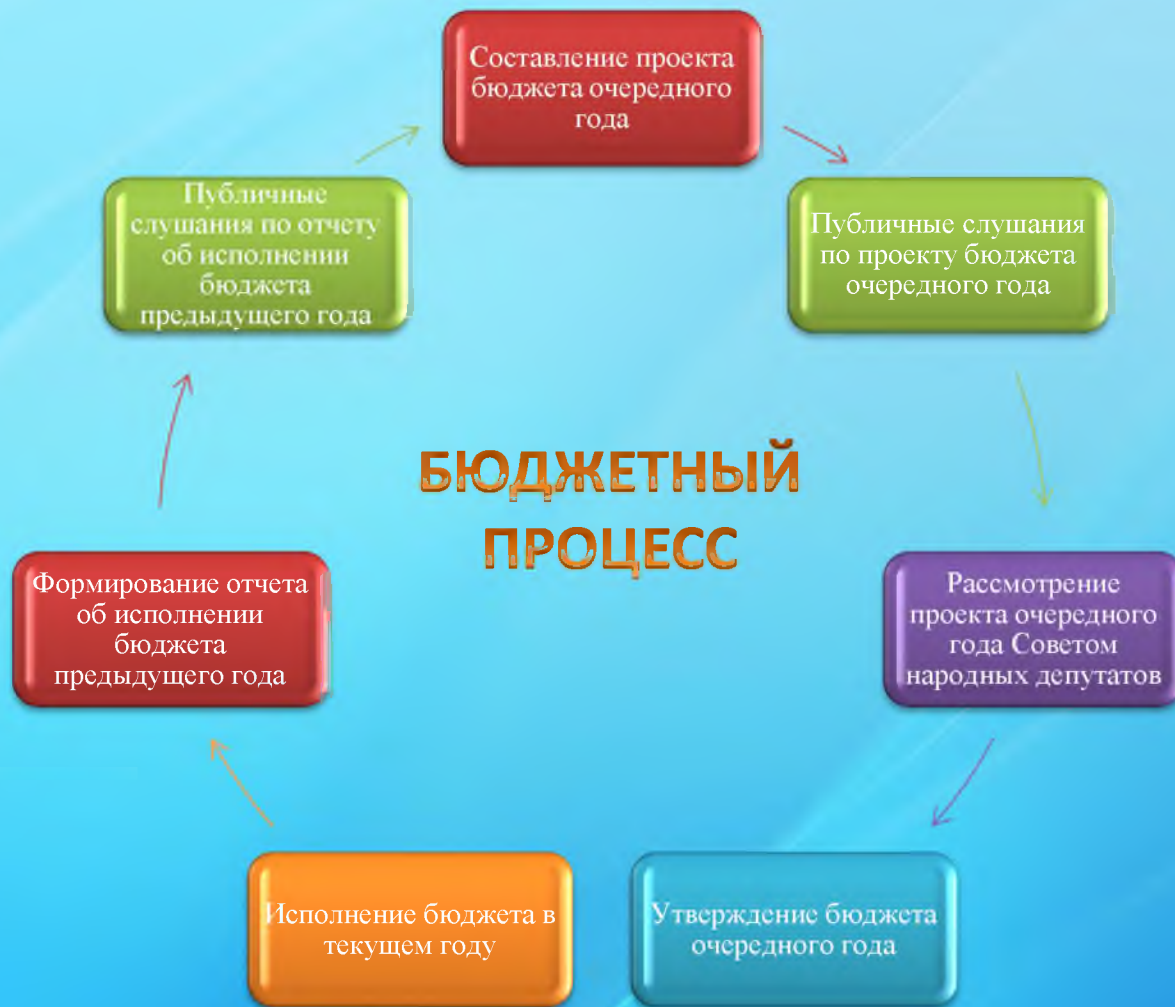 Составление проекта
бюджета очередного
года
Публичные слушания
по проекту бюджета
очередного года
Рассмотрение
проекта очередного
года Советом
народных депутатов
Утверждение бюджета
очередного года
Исполнение бюджета в
текущем году
Формирование отчета
об исполнении
бюджета
предыдущего года
Публичные
слушания по отчету
об исполнении
бюджета
предыдущего года
БЮДЖЕТНЫЙ
ПРОЦЕСС